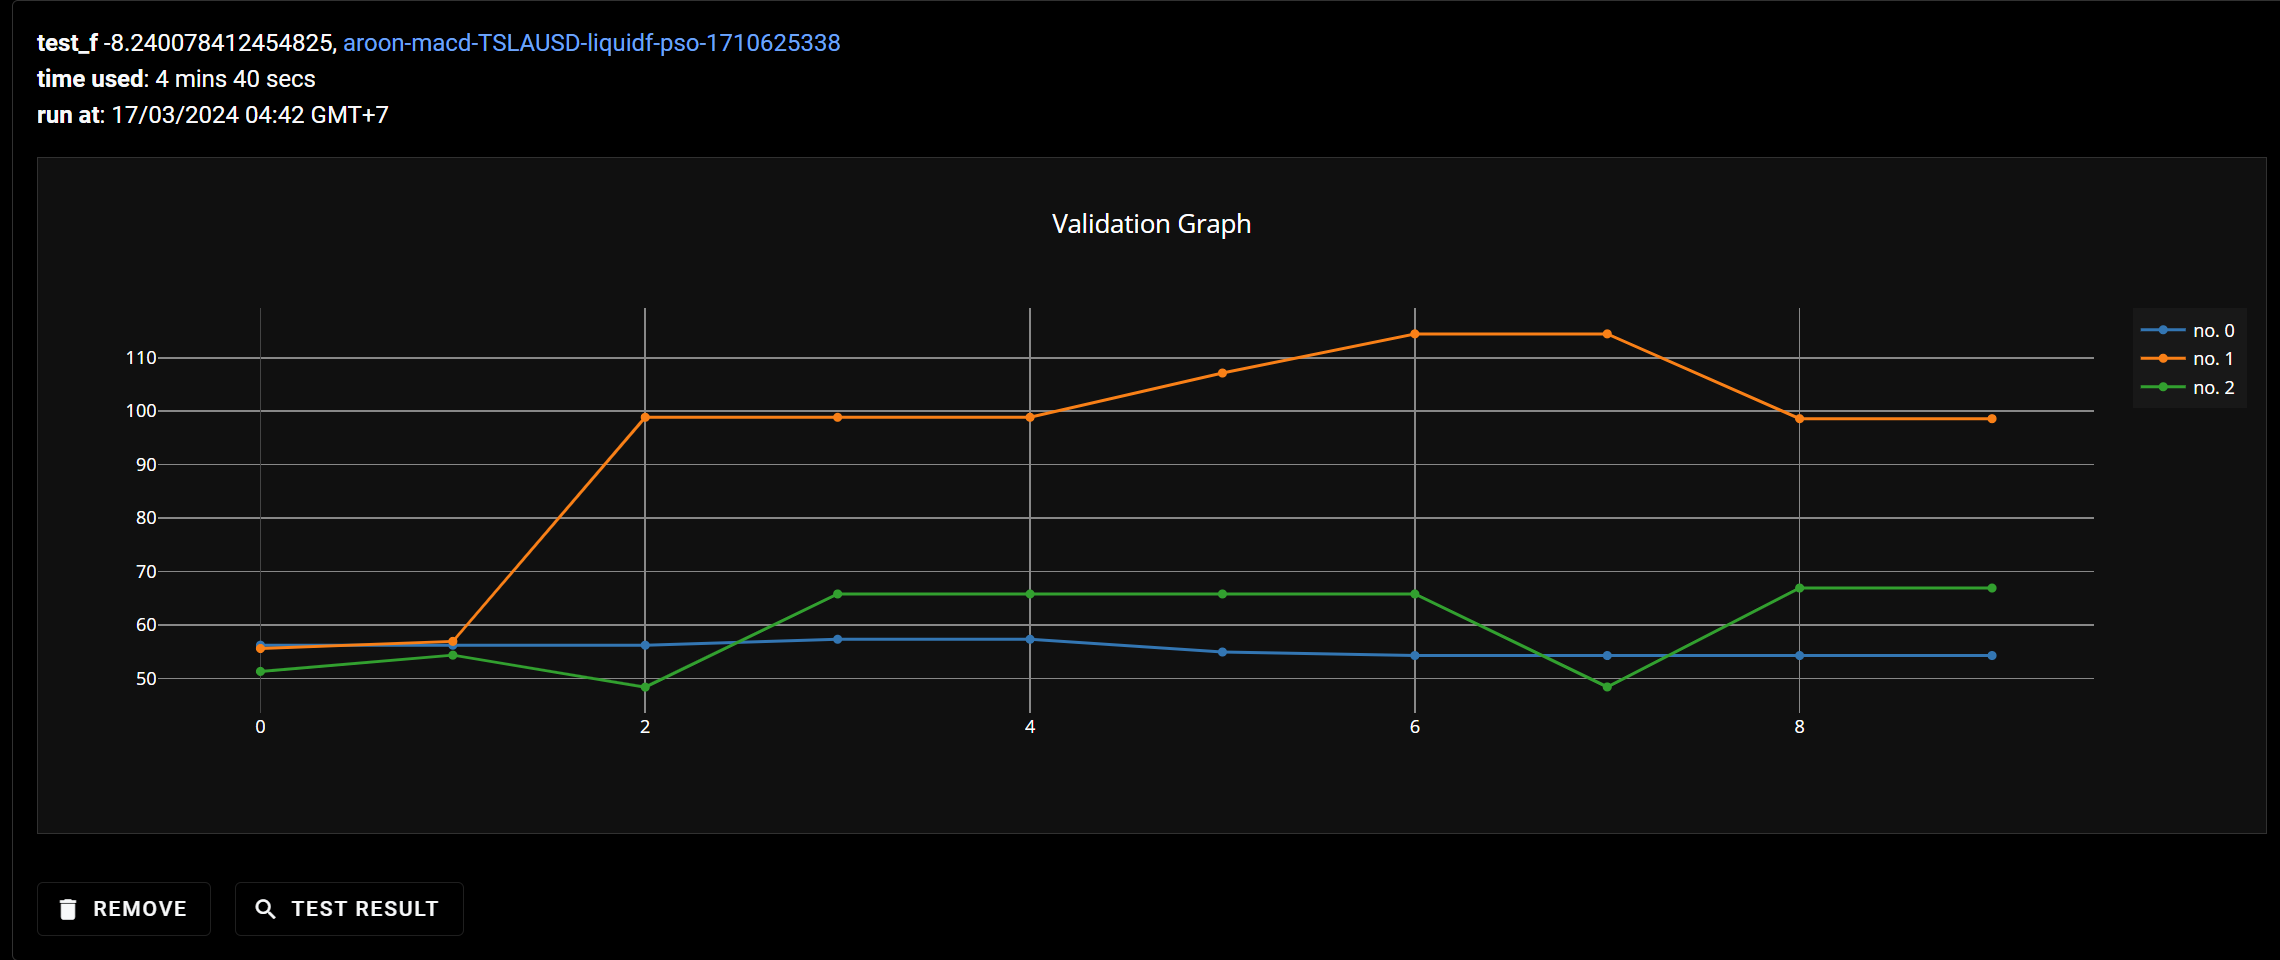 test_f -8.240078412454825, aroon-macd-TSLAUSD-liquidf-pso-1710625338
time used: 4 mins 40 secs
run at: 17/03/2024 04:42 GMT+7
Validation Graph
110
100
90
80
70
60
50
0
2
4
6
8
no. 0
no. 1
no. 2
REMOVE
TEST RESULT